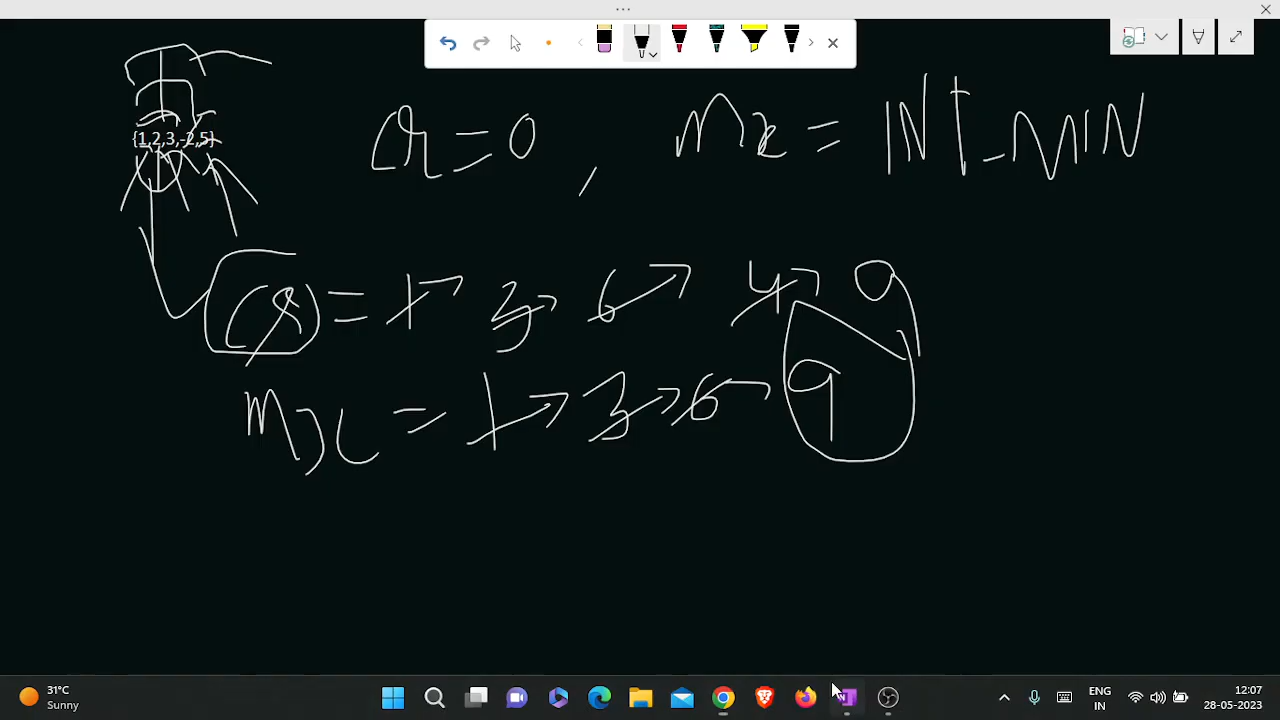 {1,2,3,-2,5}
cr=0, mx = INT_MIN
cr = 1 → 3 → 6 → 4 → 9
mx = 1 → 3 → 6 → 9
31°C
Sunny
ENG
IN
12:07
28-05-2023